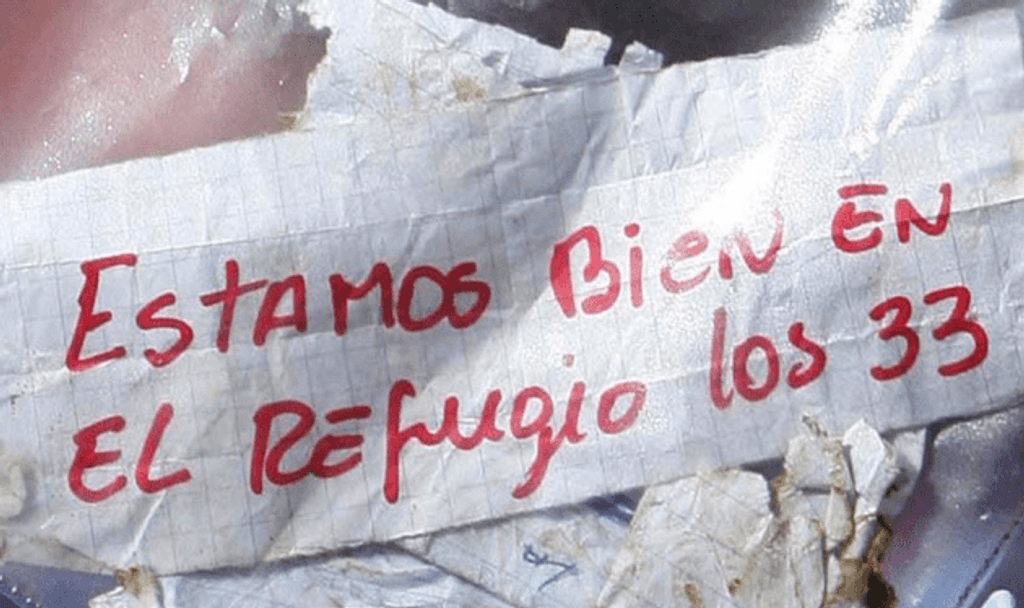 Estamos Bien En
El Refugio los 33